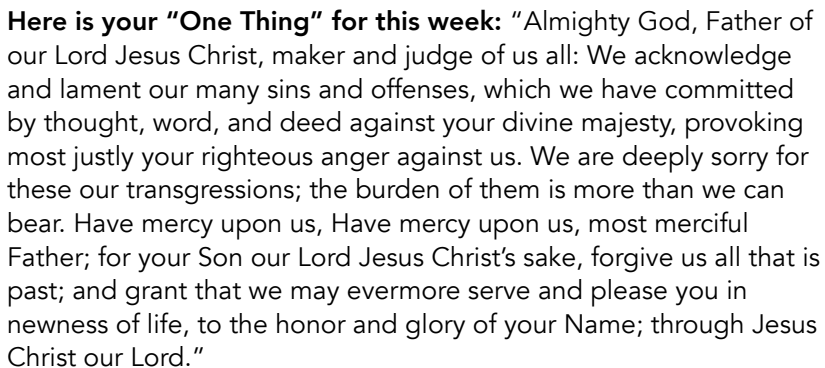 Here is your “One Thing” for this week: “Almighty God, Father of
our Lord Jesus Christ, maker and judge of us all: We acknowledge
and lament our many sins and offenses, which we have committed
by thought, word, and deed against your divine majesty, provoking
most justly your righteous anger against us. We are deeply sorry for
these our transgressions; the burden of them is more than we can
bear. Have mercy upon us, Have mercy upon us, most merciful
Father; for your Son our Lord Jesus Christ’s sake, forgive us all that is
past; and grant that we may evermore serve and please you in
newness of life, to the honor and glory of your Name; through Jesus
Christ our Lord.”